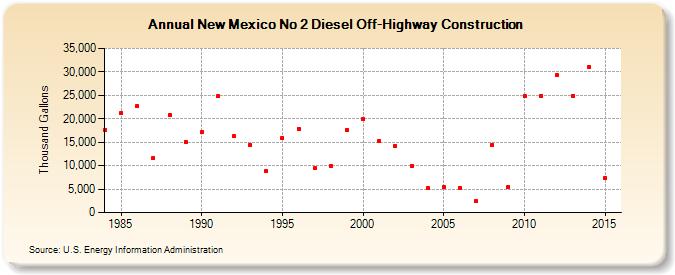 Annual New Mexico No 2 Diesel Off-Highway Construction
Thousand Gallons
35,000
30,000
25,000
20,000
15,000
10,000
5,000
0
1985 1990 1995 2000 2005 2010 2015
Source: U.S. Energy Information Administration